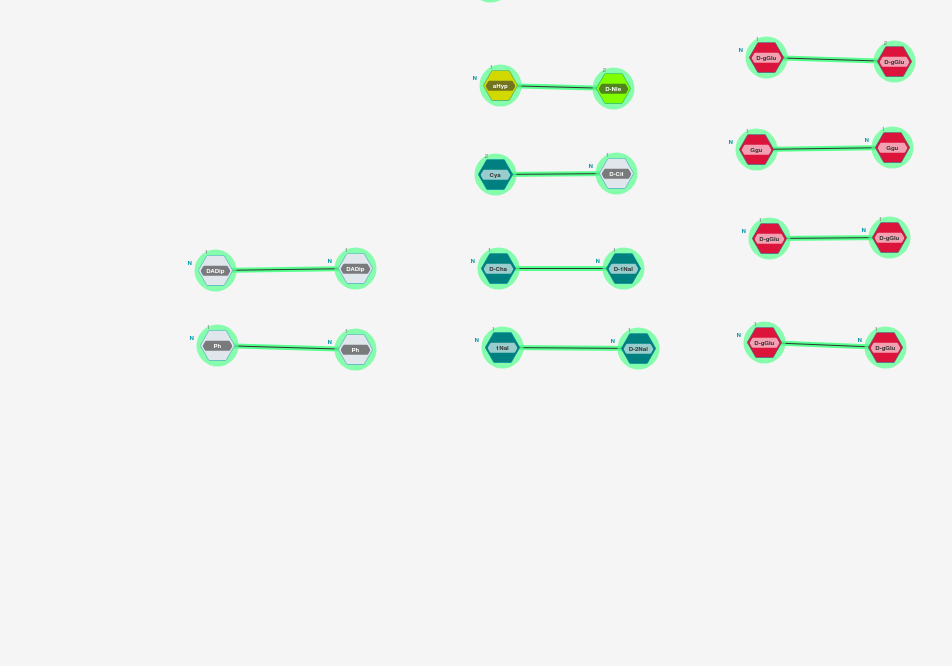 1 N DADip 1 N DADip
1 N Ph 1 N Ph
1 N aHyp 2 D-Nle
2 Cya 1 N D-Cit
1 N D-Cha 1 N D-1Nal
1 N 1Nal 1 N D-2Nal
1 N D-gGlu 2 D-gGlu
1 N Ggu 1 N Ggu
1 N D-gGlu 1 N D-gGlu
1 D-gGlu 1 N D-gGlu